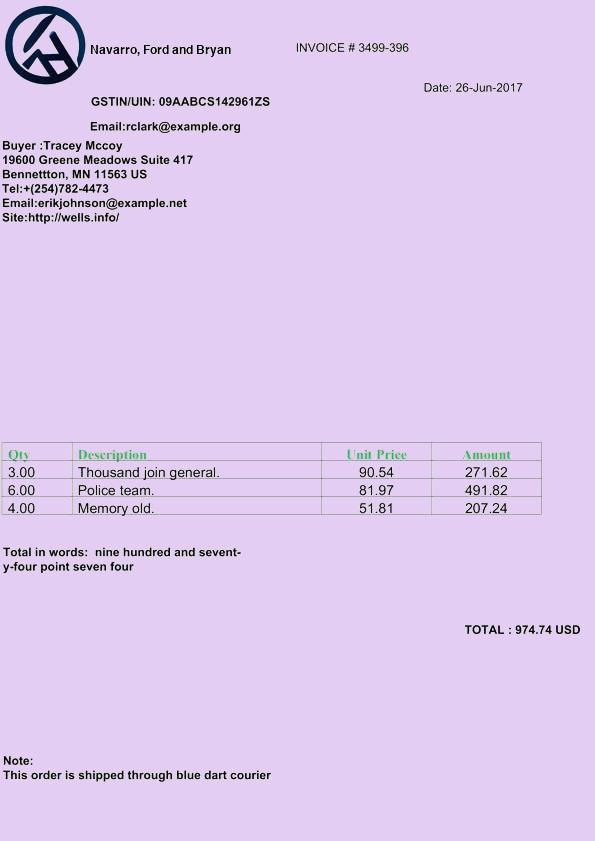 Navarro, Ford and Bryan
INVOICE # 3499-396
Date: 26-Jun-2017
GSTIN/UIN: 09AABCS142961ZS
Email:rclark@example.org
Buyer :Tracey Mccoy
19600 Greene Meadows Suite 417
Bennettton, MN 11563 US
Tel:+(254)782-4473
Email:erikjohnson@example.net
Site:http://wells.info/
Qty Description Unit Price Amount
3.00 Thousand join general. 90.54 271.62
6.00 Police team. 81.97 491.82
4.00 Memory old. 51.81 207.24
Total in words:  nine hundred and sevent-
y-four point seven four
TOTAL : 974.74 USD
Note:
This order is shipped through blue dart courier